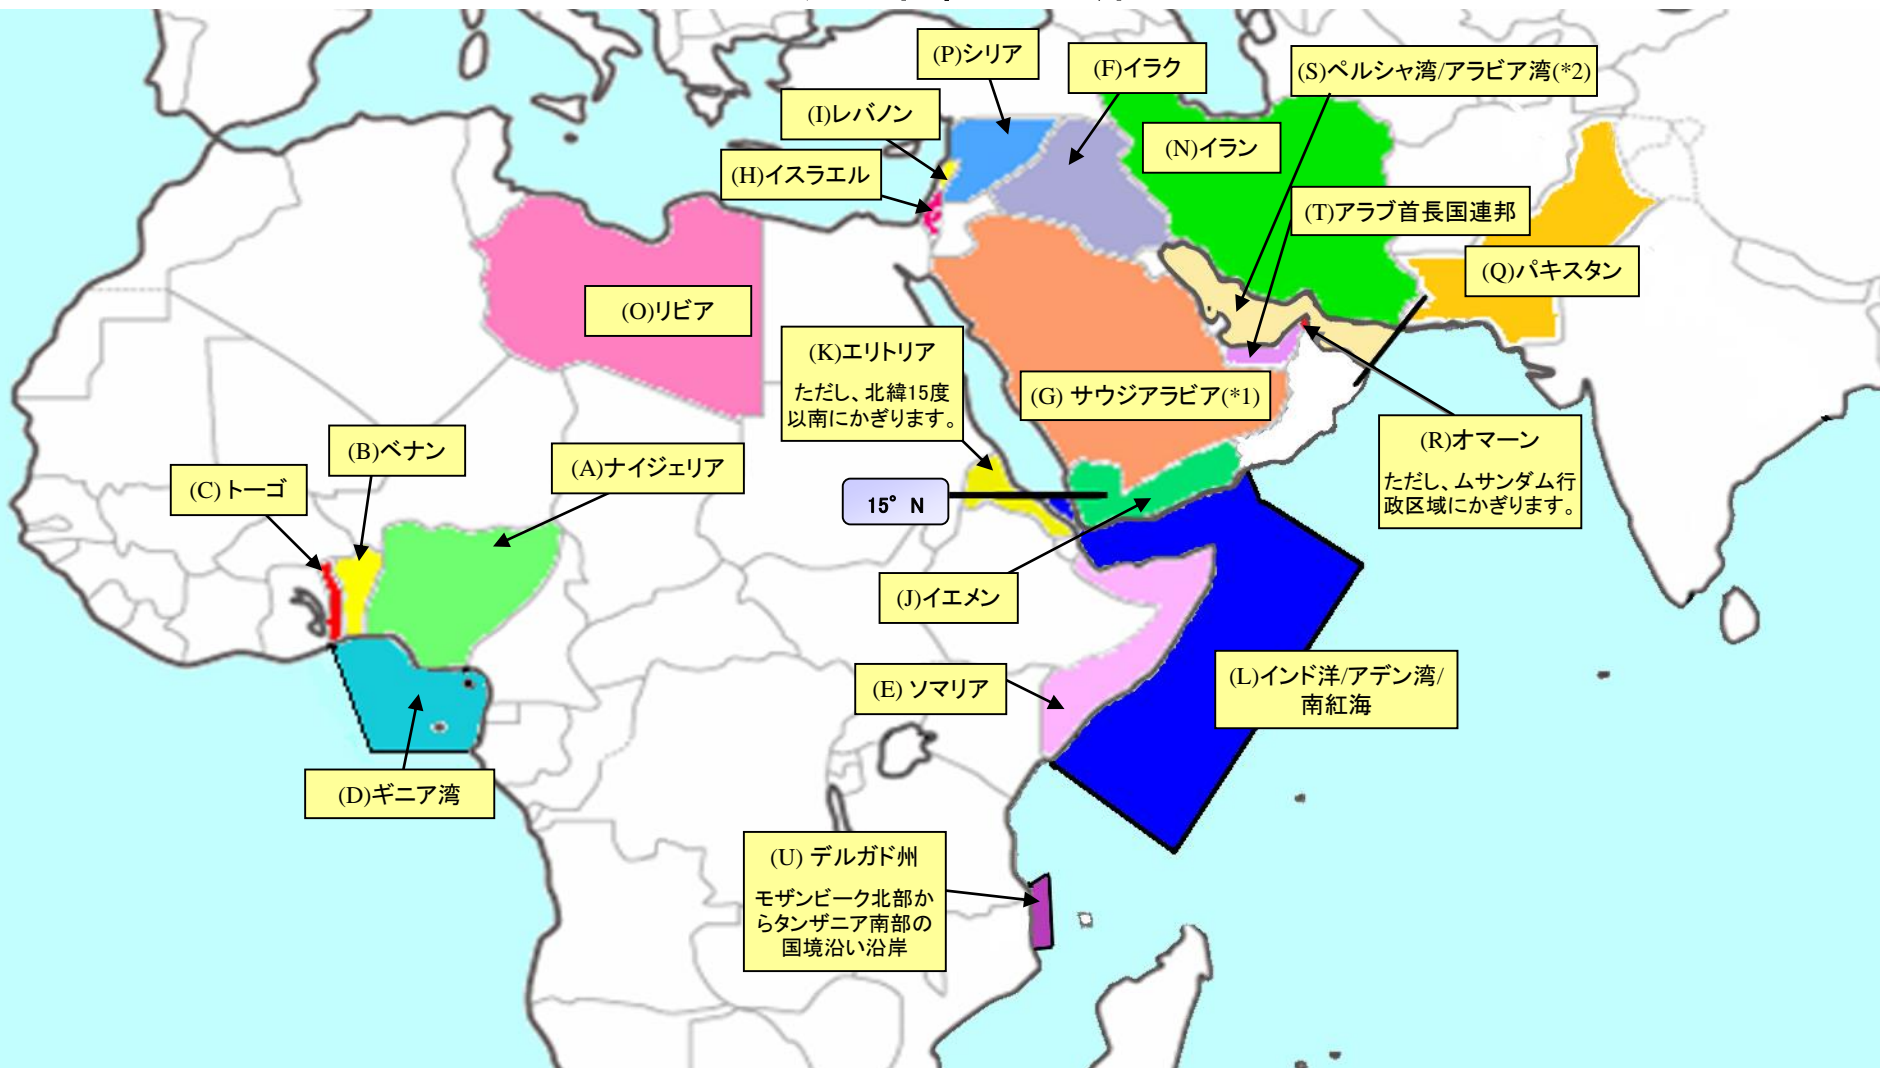 (P)シリア
(F)イラク
(S)ペルシャ湾/アラビア湾(*2)
(I)レバノン
(N)イラン
(H)イスラエル
(T)アラブ首長国連邦
(Q)パキスタン
(O)リビア
(K)エリトリア
ただし、北緯15度
以南にかぎります。
(G) サウジアラビア(*1)
(R)オマーン
ただし、ムサンダム行
政区域にかぎります。
(B)ベナン
(A)ナイジェリア
(C) トーゴ
15° N
(J)イエメン
(E) ソマリア
(L)インド洋/アデン湾/
南紅海
(D)ギニア湾
(U) デルガド州
モザンビーク北部か
らタンザニア南部の
国境沿い沿岸